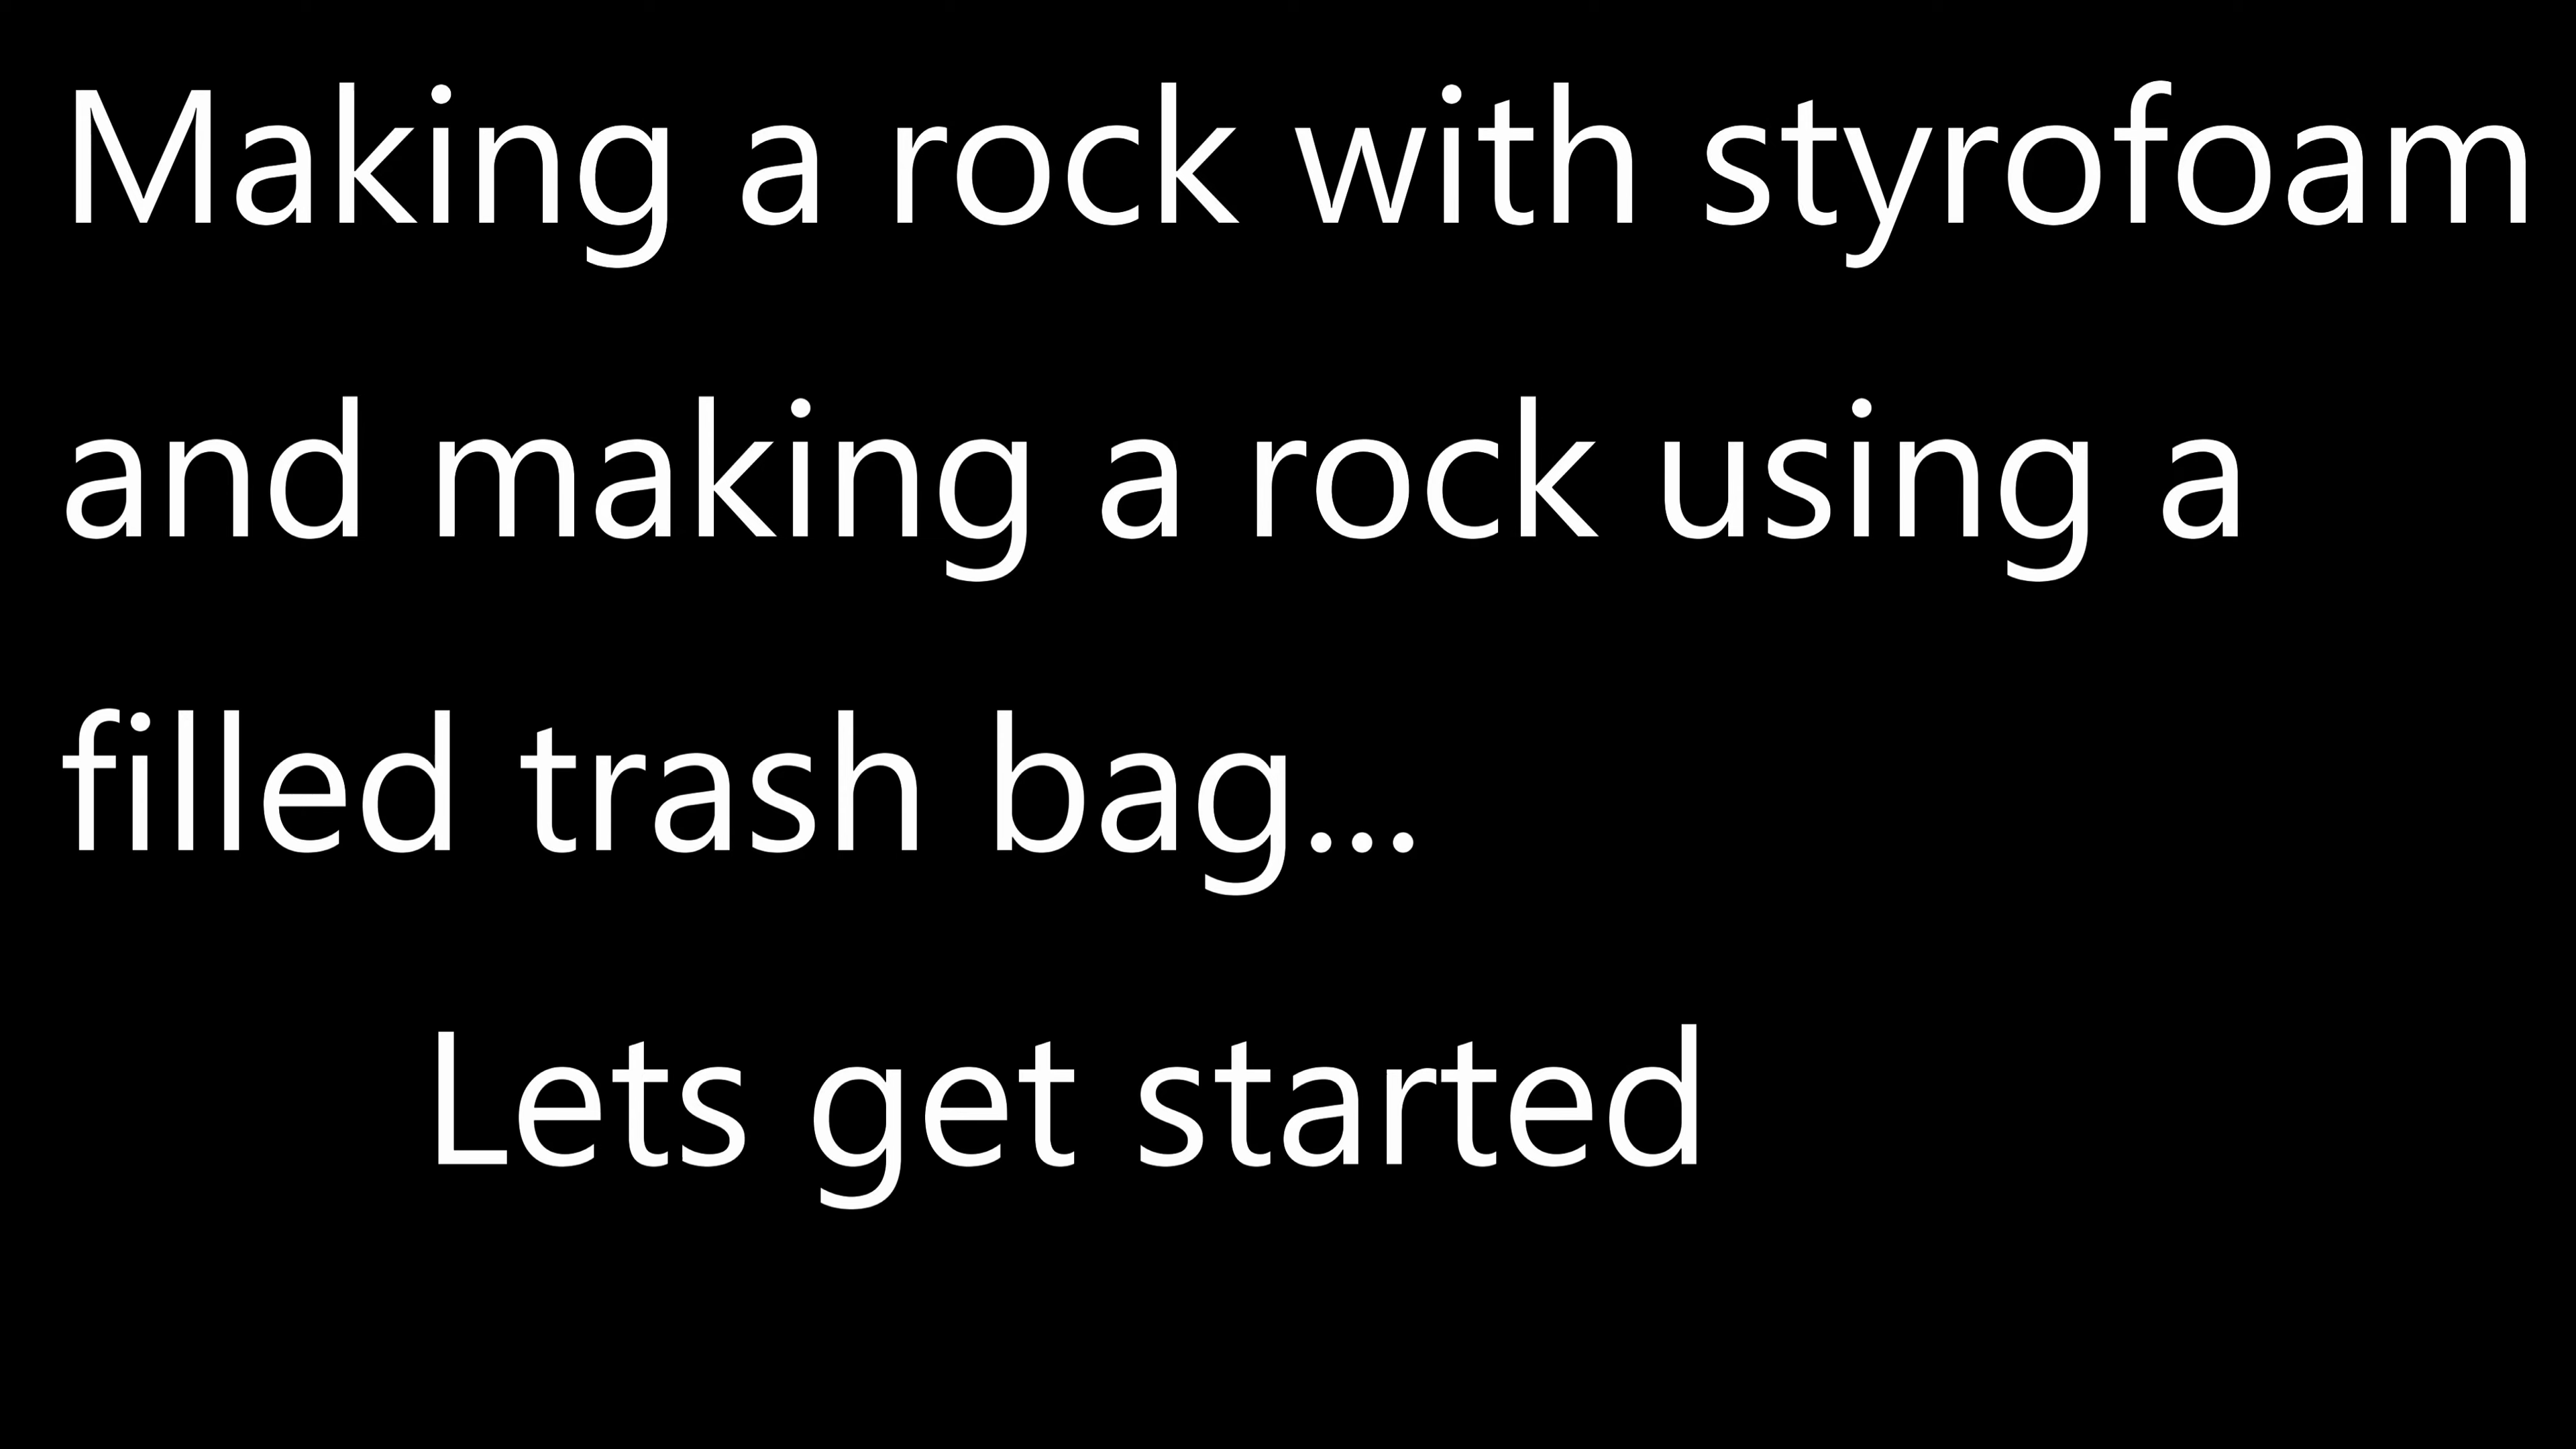 Making a rock with styrofoam
and making a rock using a
filled trash bag...
Lets get started